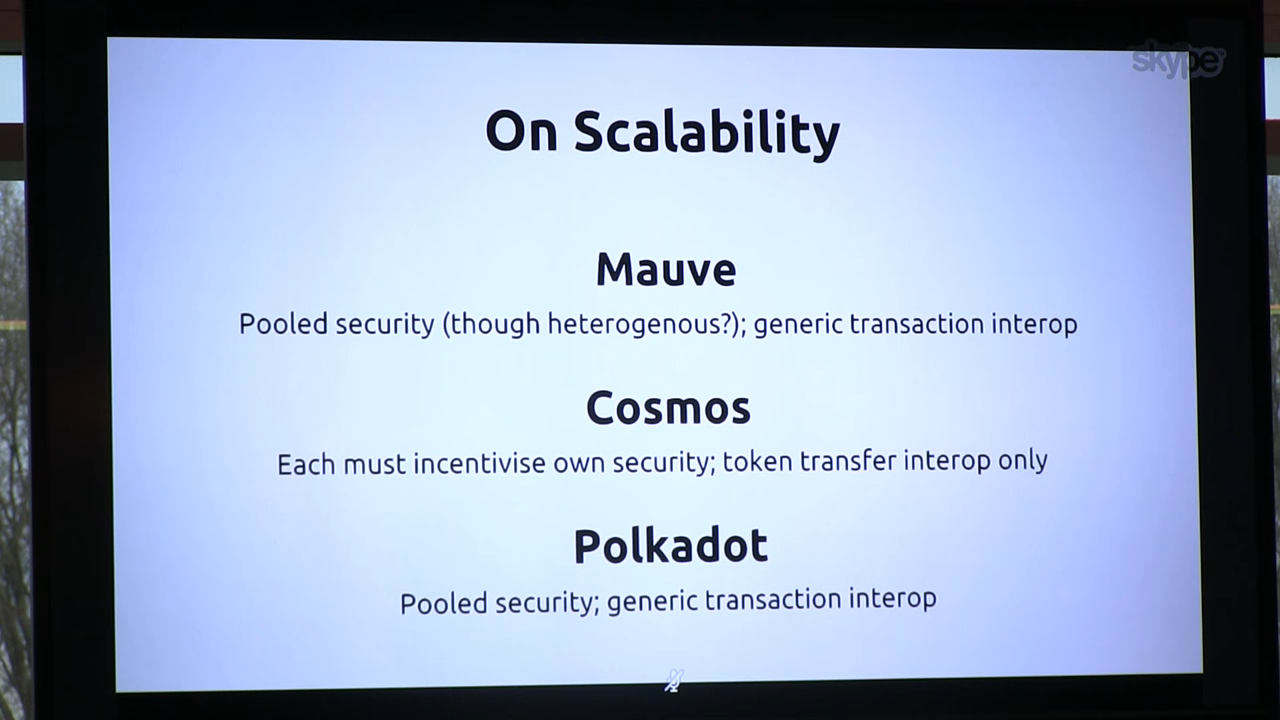 skype
On Scalability
Mauve
Pooled security (though heterogenous?); generic transaction interop
Cosmos
Each must incentivise own security; token transfer interop only
Polkadot
Pooled security; generic transaction interop